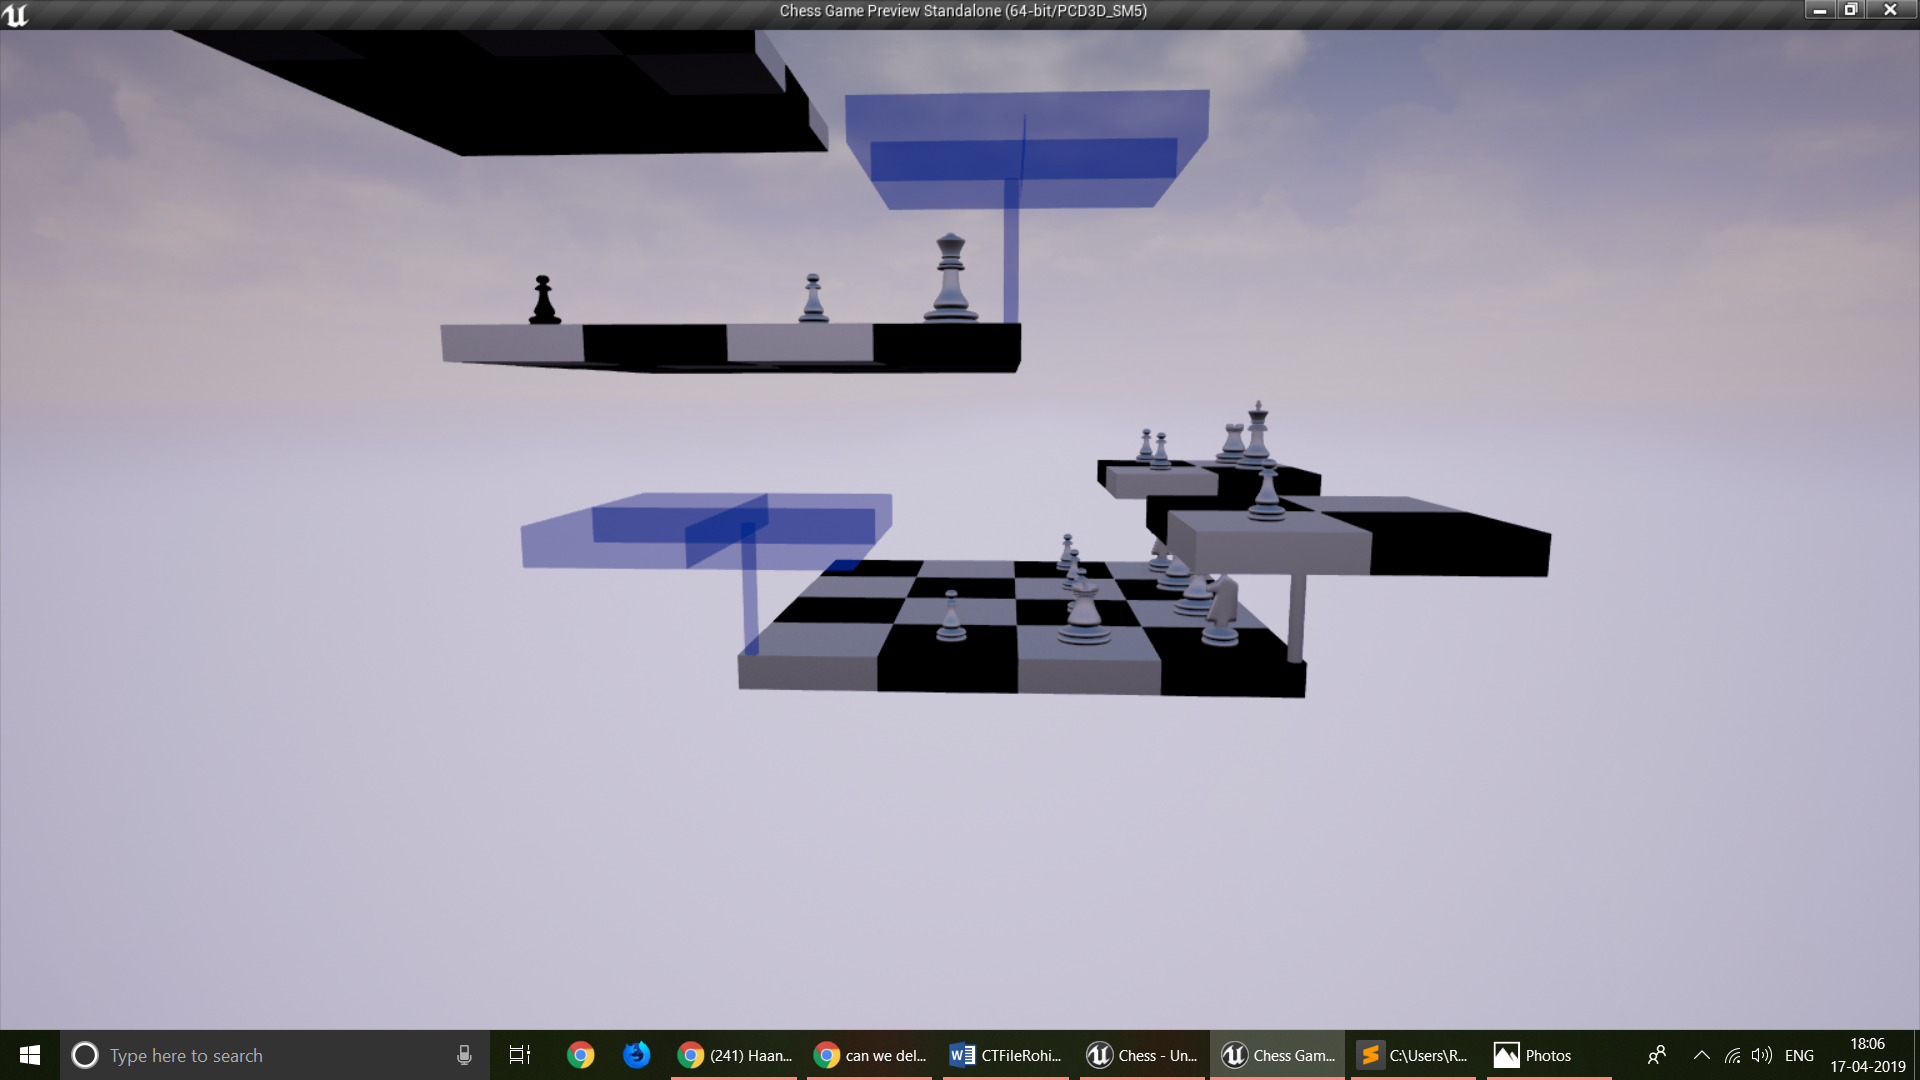 Chess Game Preview Standalone (64-bit/PCD3D_SM5)
Type here to search
(241) Haan...
can we del...
CTFileRohi...
Chess - Un...
Chess Gam...
C:\Users\R...
Photos
ENG
18:06
17-04-2019